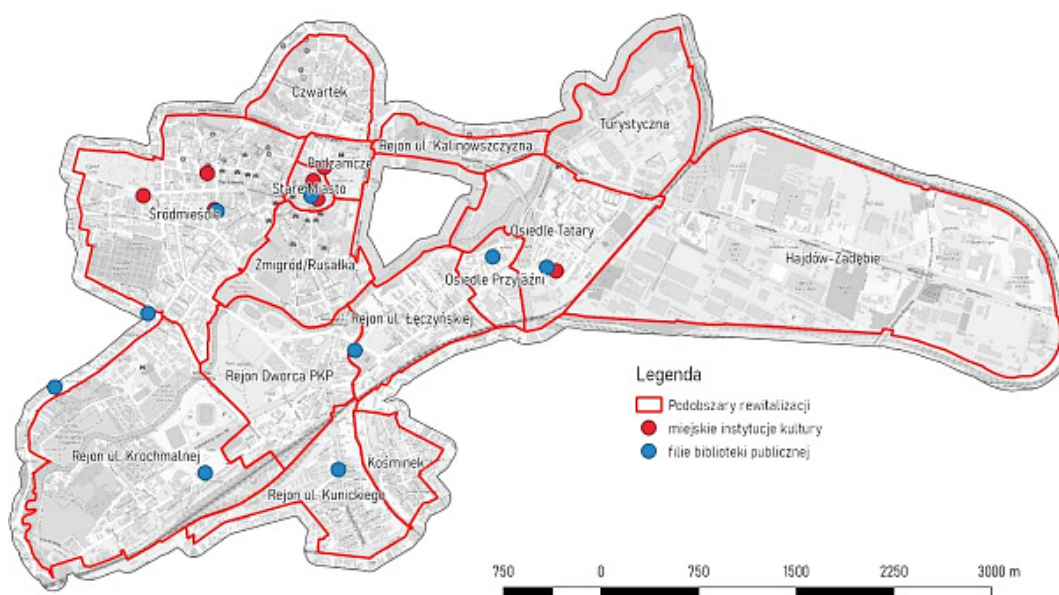 Czwartek
Turystyczna
Rejon ul. Kalinowszczyzna
Podzamcze
Stare Miasto
Śródmieście
Osiedle Tatary
Żmigród/Rusałka
Hajdów-Zadębie
Osiedle Przyjaźni
Rejon ul. Łęczyńskiej
Rejon Dworca PKP
Legenda
Podobszary rewitalizacji
miejskie instytucje kultury
filie biblioteki publicznej
Rejon ul. Krochmalnej
Kośminek
Rejon ul. Kunickiego
750 0 750 1500 2250 3000 m